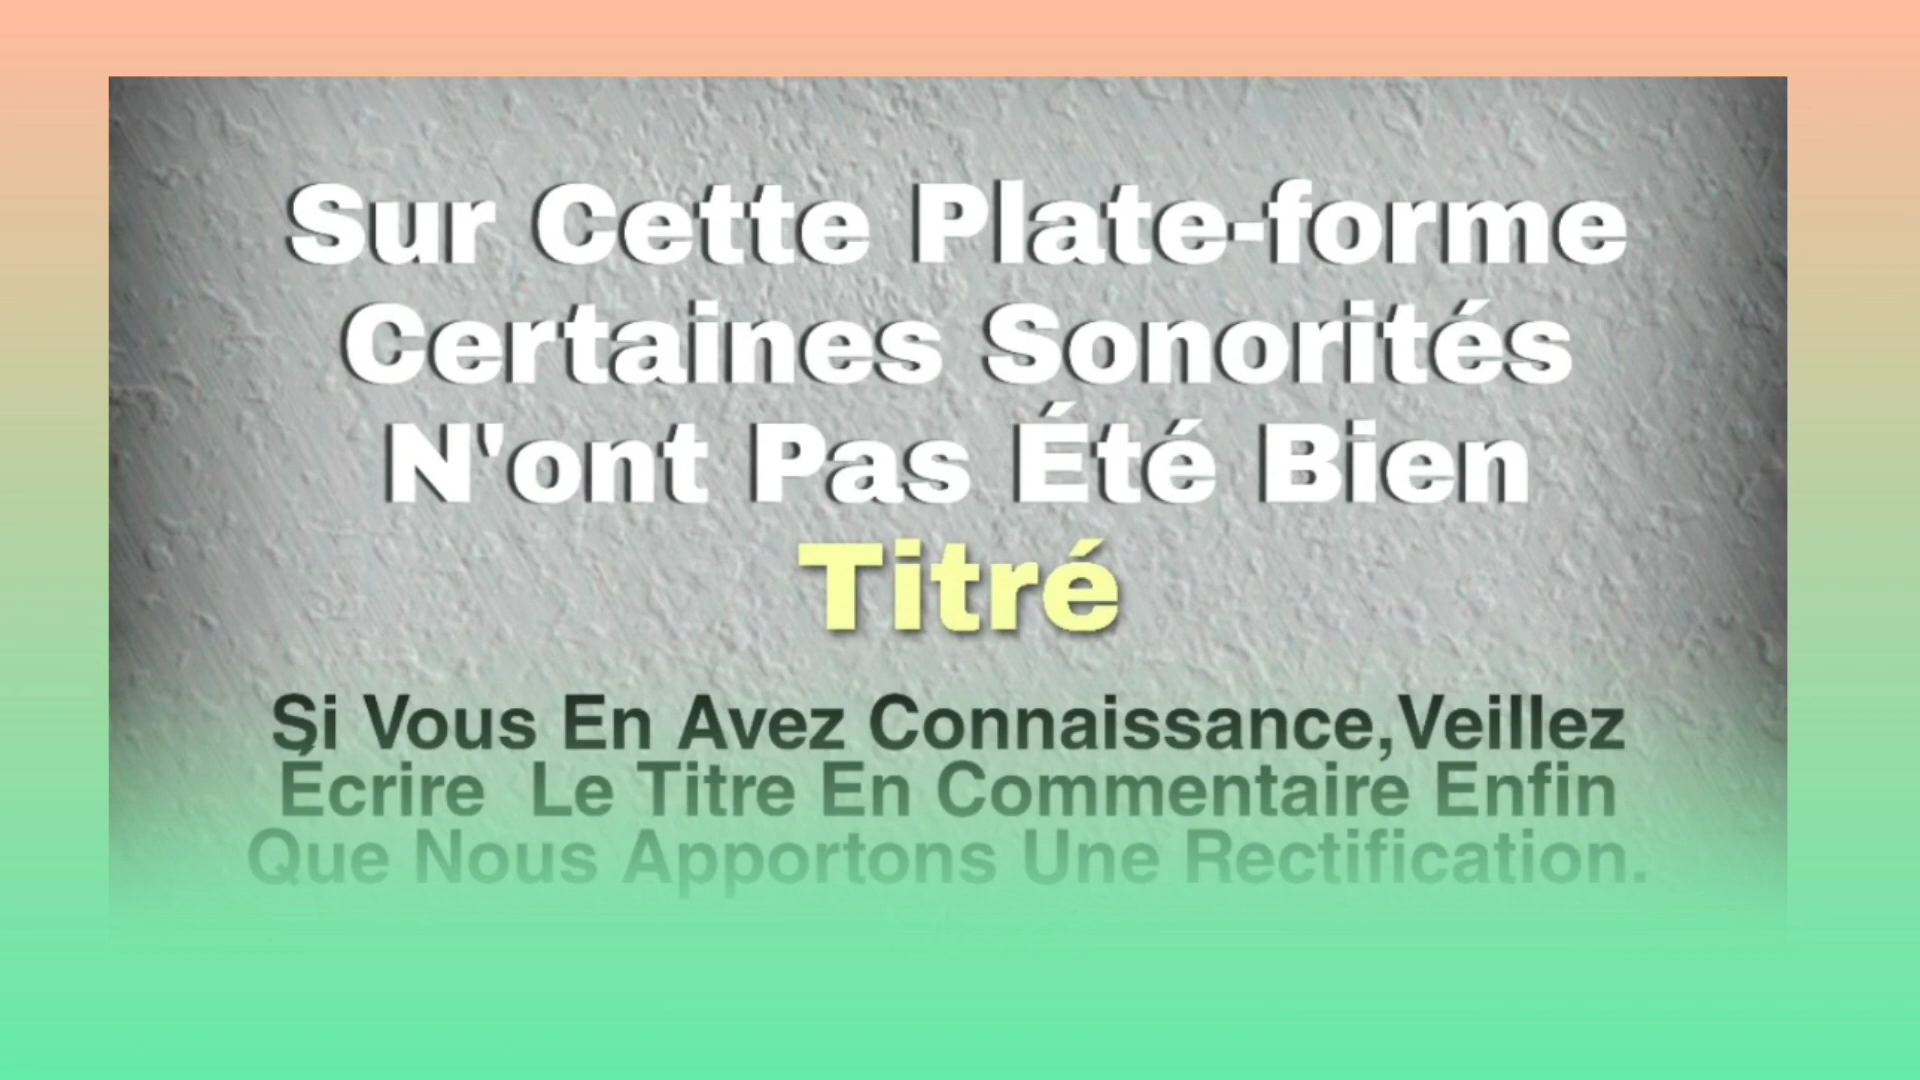 Sur Cette Plate-forme
Certaines Sonorités
N'ont Pas Été Bien
Titré
Si Vous En Avez Connaissance,Veillez
Écrire Le Titre En Commentaire Enfin
Que Nous Apportons Une Rectification.